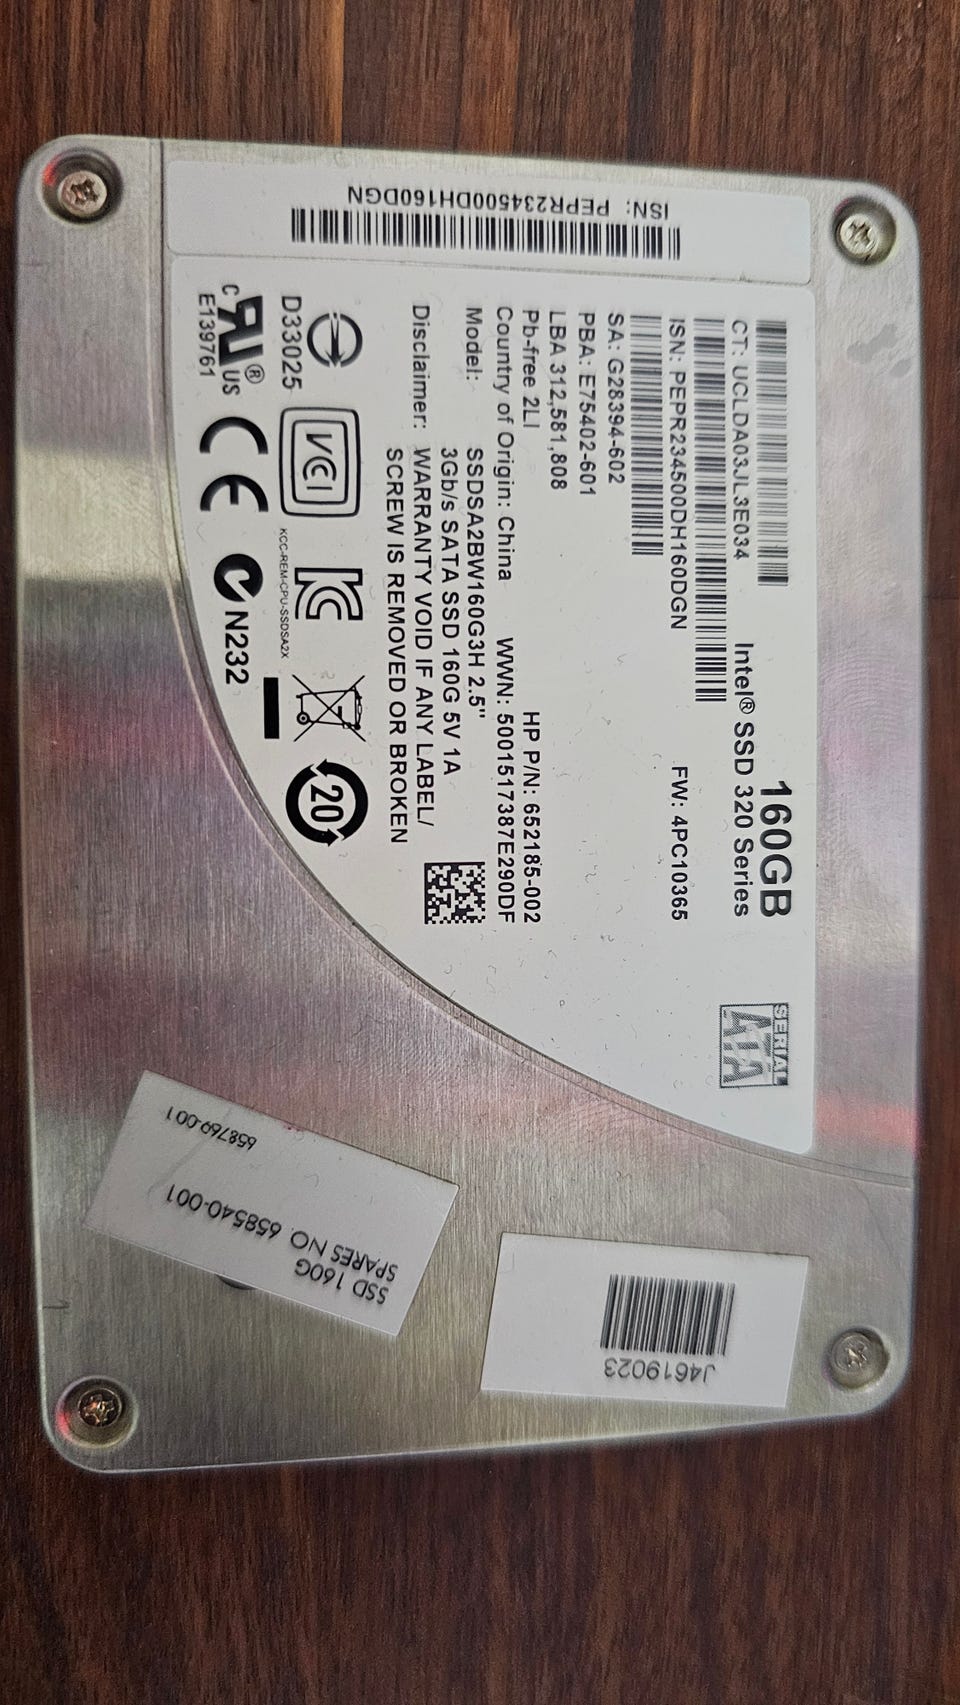 ISN: PEPR234500DH160DGN
160GB
CT: UCLDA03JL3E034
Intel® SSD 320 Series
ISN: PEPR234500DH160DGN
FW: 4PC10365
SA: G28394-602
PBA: E75402-601
LBA 312,581,808
Pb-free 2LI
HP P/N: 652185-002
Country of Origin: China
WWN: 5001517387E290DF
Model:
SSDSA2BW160G3H 2.5"
3Gb/s SATA SSD 160G 5V 1A
Disclaimer: WARRANTY VOID IF ANY LABEL/
SCREW IS REMOVED OR BROKEN
SERIAL
ATA
D33025
VCI
KCC-REM-CPU-SSDSA2X
20
C
US
®
E139761
CE
N232
SSD 160G
SPARES NO. 658540-001
658769-001
J4619023